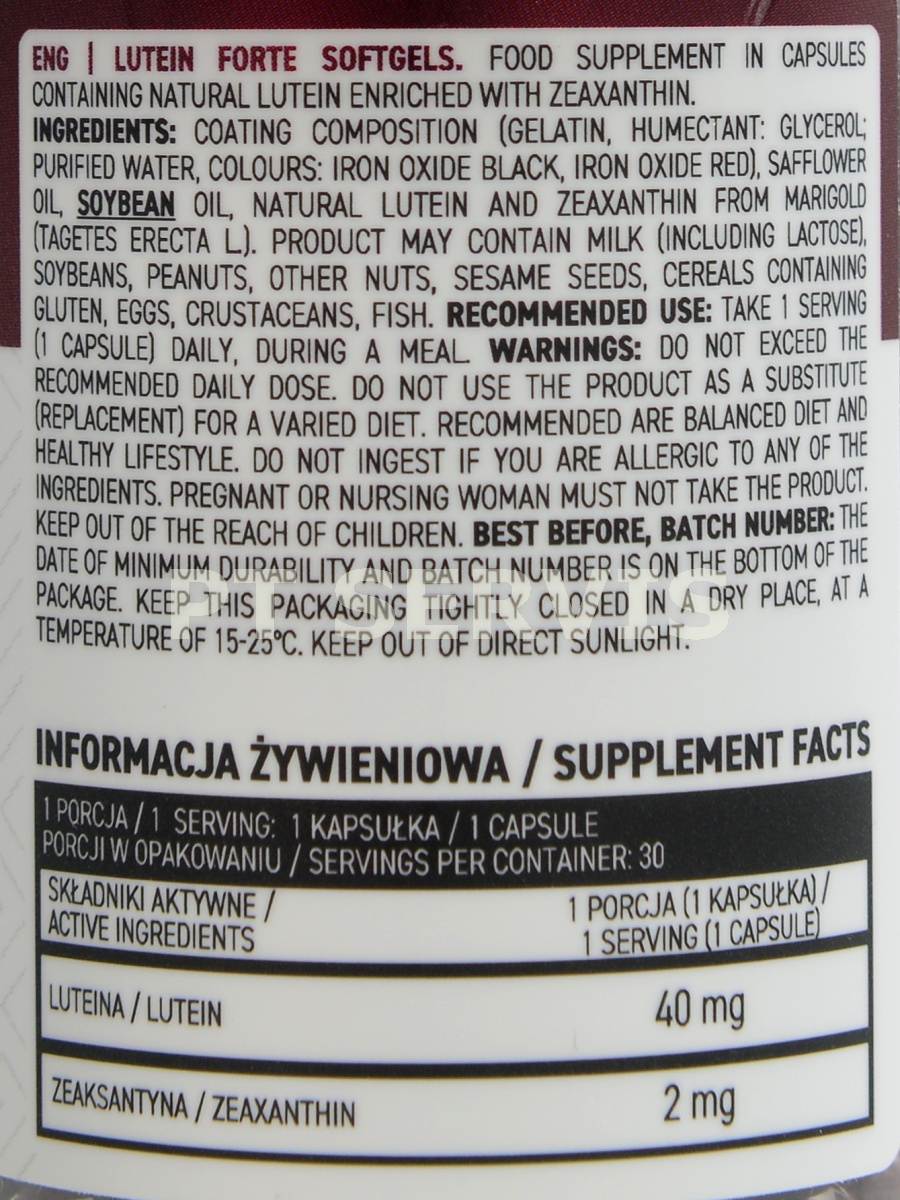 ENG | LUTEIN FORTE SOFTGELS. FOOD SUPPLEMENT IN CAPSULES
CONTAINING NATURAL LUTEIN ENRICHED WITH ZEAXANTHIN.
INGREDIENTS: COATING COMPOSITION (GELATIN, HUMECTANT: GLYCEROL;
PURIFIED WATER, COLOURS: IRON OXIDE BLACK, IRON OXIDE RED), SAFFLOWER
OIL, SOYBEAN OIL, NATURAL LUTEIN AND ZEAXANTHIN FROM MARIGOLD
(TAGETES ERECTA L.). PRODUCT MAY CONTAIN MILK (INCLUDING LACTOSE),
SOYBEANS, PEANUTS, OTHER NUTS, SESAME SEEDS, CEREALS CONTAINING
GLUTEN, EGGS, CRUSTACEANS, FISH. RECOMMENDED USE: TAKE 1 SERVING
(1 CAPSULE) DAILY, DURING A MEAL. WARNINGS: DO NOT EXCEED THE
RECOMMENDED DAILY DOSE. DO NOT USE THE PRODUCT AS A SUBSTITUTE
(REPLACEMENT) FOR A VARIED DIET. RECOMMENDED ARE BALANCED DIET AND
HEALTHY LIFESTYLE. DO NOT INGEST IF YOU ARE ALLERGIC TO ANY OF THE
INGREDIENTS. PREGNANT OR NURSING WOMAN MUST NOT TAKE THE PRODUCT.
KEEP OUT OF THE REACH OF CHILDREN. BEST BEFORE, BATCH NUMBER: THE
DATE OF MINIMUM DURABILITY AND BATCH NUMBER IS ON THE BOTTOM OF THE
PACKAGE. KEEP THIS PACKAGING TIGHTLY CLOSED IN A DRY PLACE, AT A
TEMPERATURE OF 15-25°C. KEEP OUT OF DIRECT SUNLIGHT.
PT SERVIS
INFORMACJA ŻYWIENIOWA / SUPPLEMENT FACTS
1 PORCJA / 1 SERVING: 1 KAPSUŁKA / 1 CAPSULE
PORCJI W OPAKOWANIU / SERVINGS PER CONTAINER: 30
SKŁADNIKI AKTYWNE /
ACTIVE INGREDIENTS
1 PORCJA (1 KAPSUŁKA) /
1 SERVING (1 CAPSULE)
LUTEINA / LUTEIN 40 mg
ZEAKSANTYNA / ZEAXANTHIN 2 mg